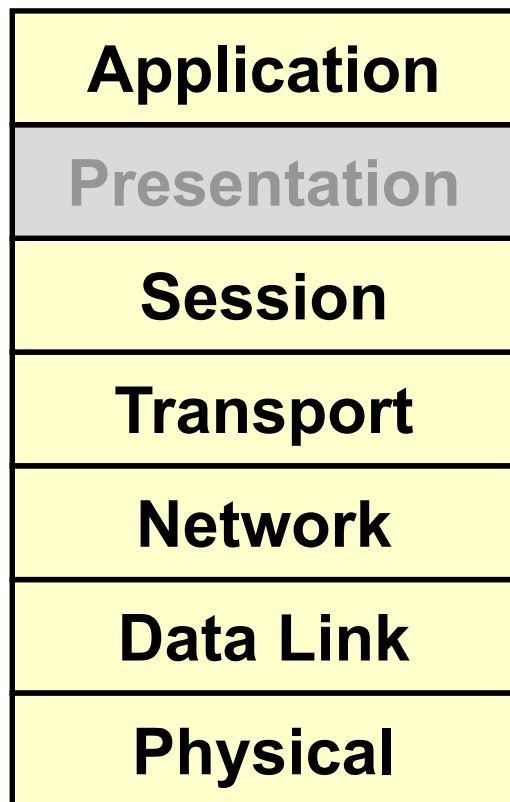 Application
Presentation
Session
Transport
Network
Data Link
Physical